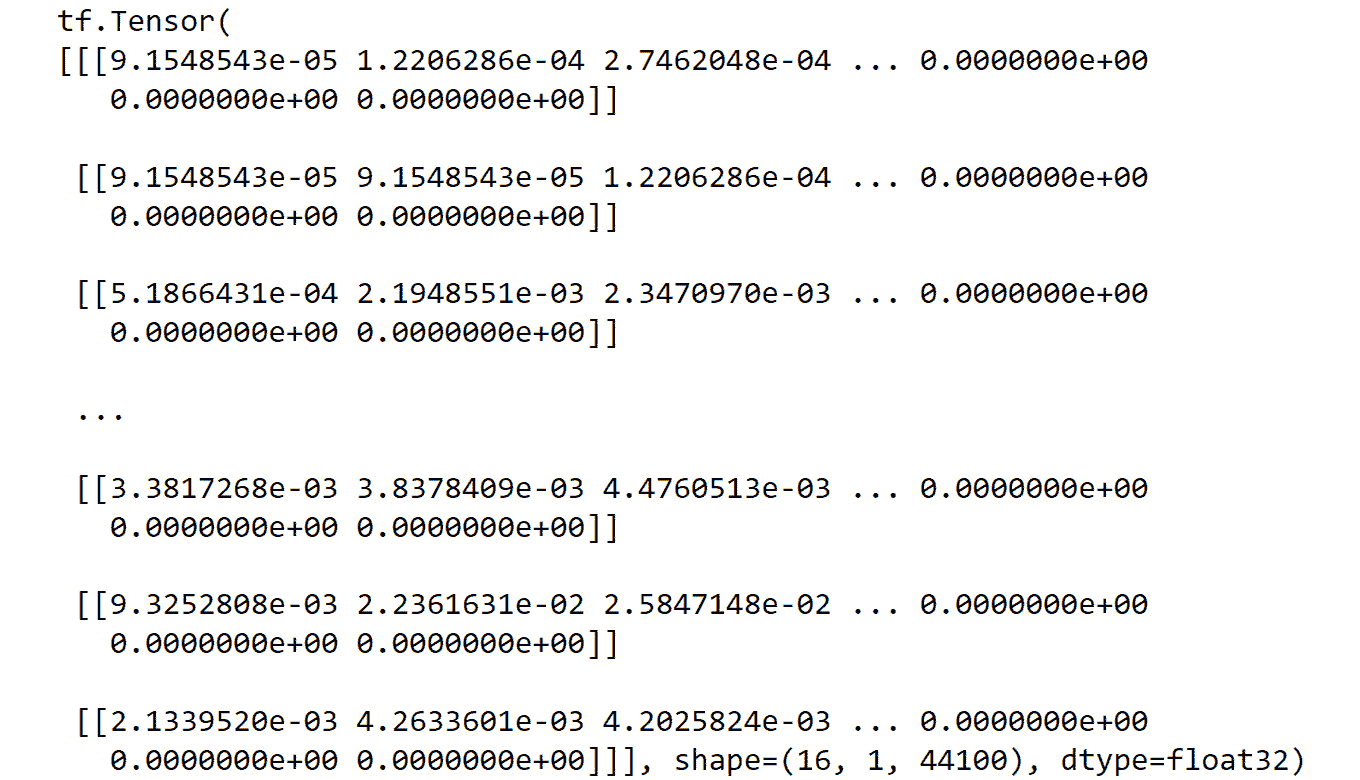 tf.Tensor(
[[[9.1548543e-05 1.2206286e-04 2.7462048e-04 ... 0.0000000e+00
0.0000000e+00 0.0000000e+00]]
[[9.1548543e-05 9.1548543e-05 1.2206286e-04 ... 0.0000000e+00
0.0000000e+00 0.0000000e+00]]
[[5.1866431e-04 2.1948551e-03 2.3470970e-03 ... 0.0000000e+00
0.0000000e+00 0.0000000e+00]]
...
[[3.3817268e-03 3.8378409e-03 4.4760513e-03 ... 0.0000000e+00
0.0000000e+00 0.0000000e+00]]
[[9.3252808e-03 2.2361631e-02 2.5847148e-02 ... 0.0000000e+00
0.0000000e+00 0.0000000e+00]]
[[2.1339520e-03 4.2633601e-03 4.2025824e-03 ... 0.0000000e+00
0.0000000e+00 0.0000000e+00]]], shape=(16, 1, 44100), dtype=float32)